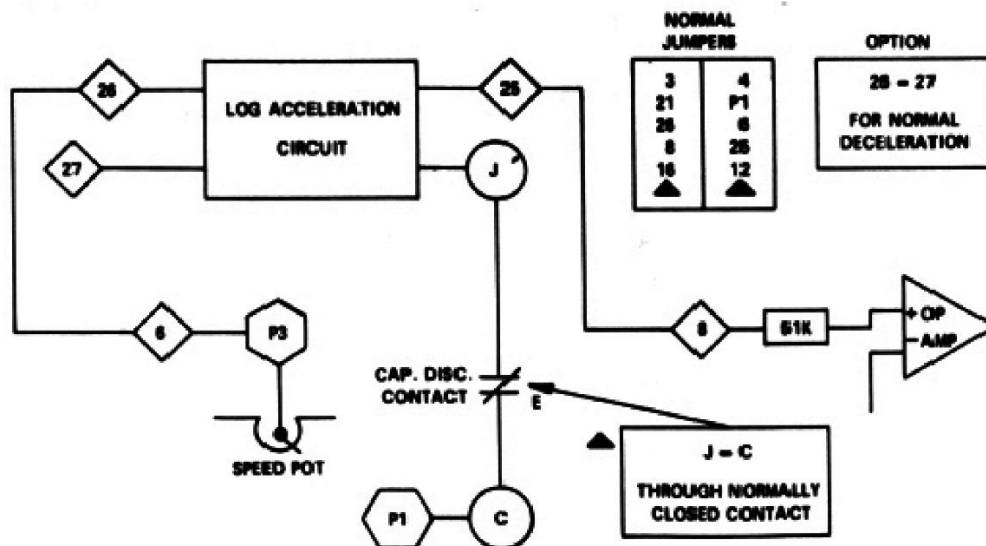 NORMAL
JUMPERS
3 4
21 P1
26 6
8 25
16 12
OPTION
26 – 27
FOR NORMAL
DECELERATION
26
LOG ACCELERATION
CIRCUIT
25
27
J
6
P3
8
51K
+ OP
– AMP
CAP. DISC.
CONTACT
E
SPEED POT
J – C
THROUGH NORMALLY
CLOSED CONTACT
P1
C